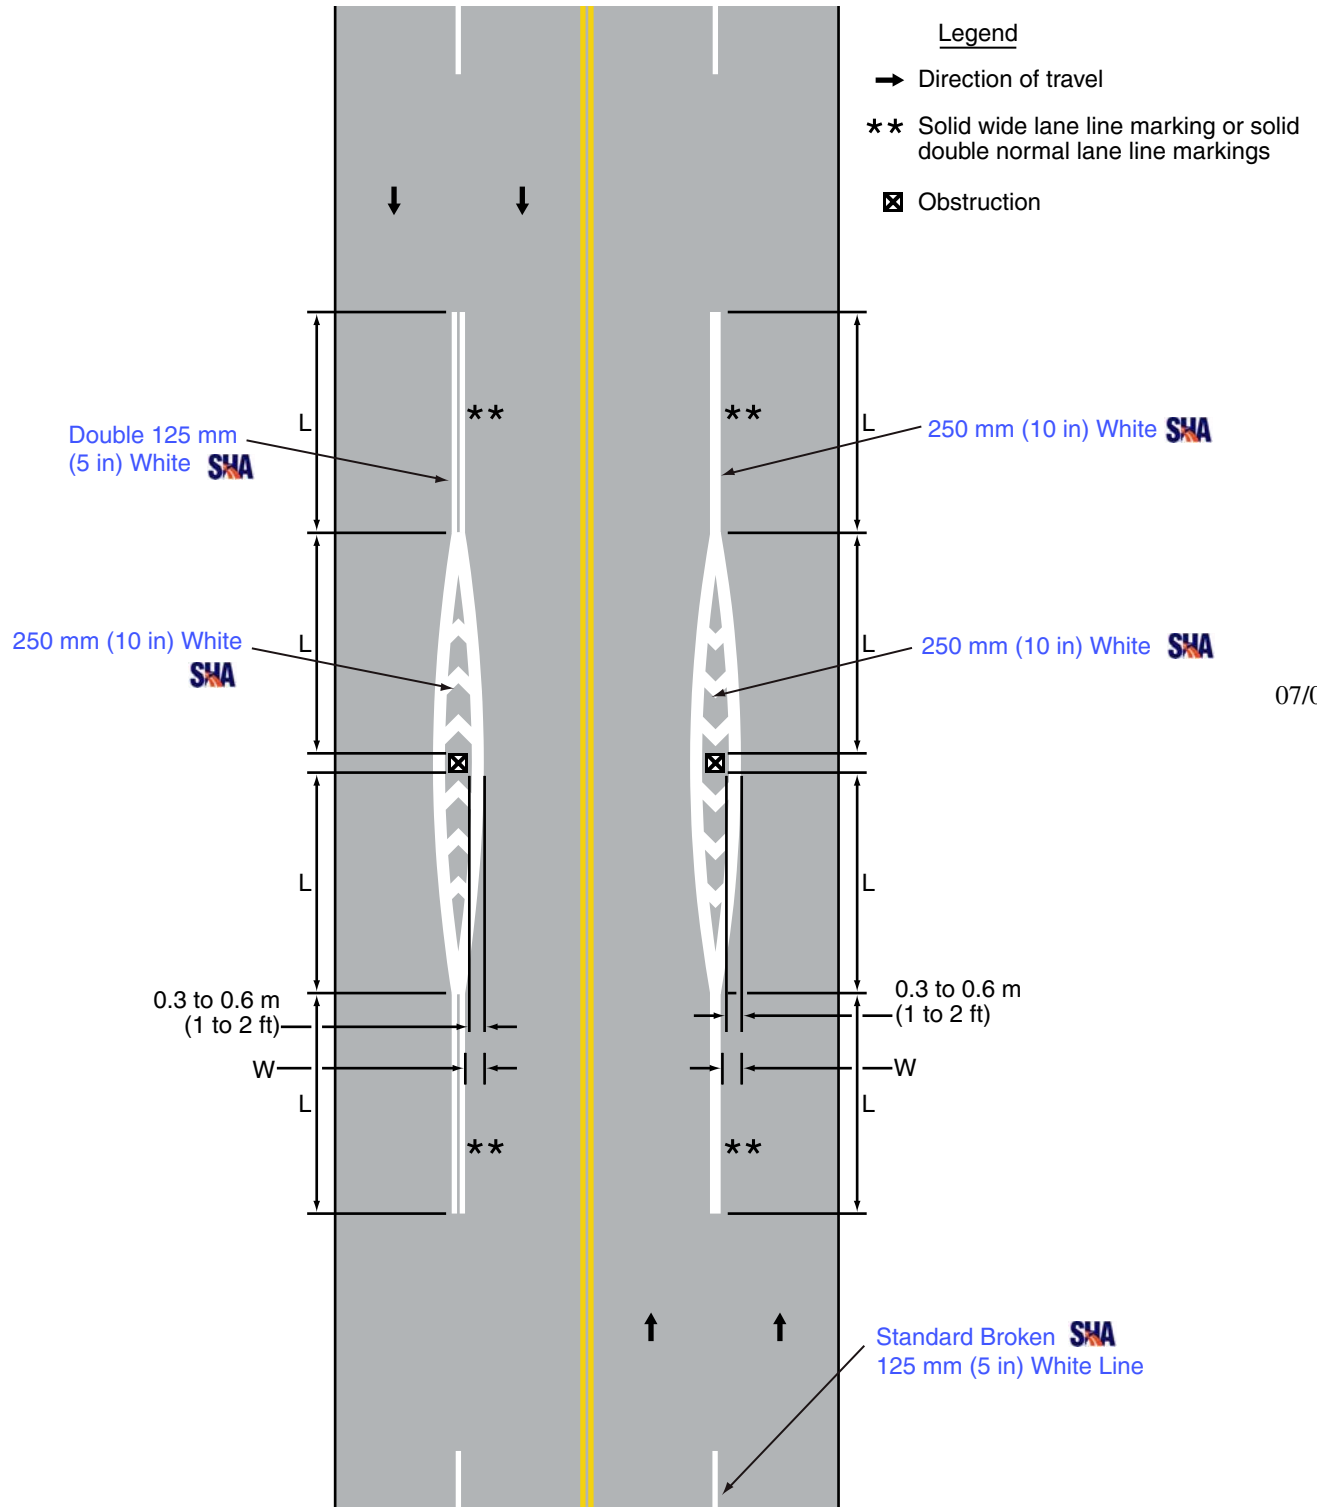 Legend
Direction of travel
** Solid wide lane line marking or solid
double normal lane line markings
Obstruction
L
**
**
L
Double 125 mm
(5 in) White SHA
250 mm (10 in) White SHA
L
250 mm (10 in) White
SHA
L
250 mm (10 in) White SHA
07/0
L
L
0.3 to 0.6 m
(1 to 2 ft)
0.3 to 0.6 m
(1 to 2 ft)
W
W
L
L
**
**
Standard Broken SHA
125 mm (5 in) White Line